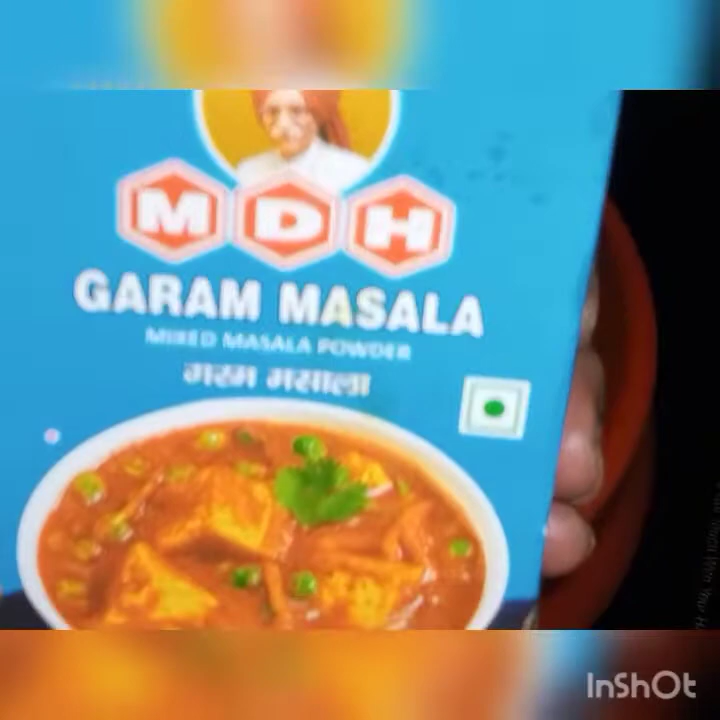 MDH
GARAM MASALA
MIXED MASALA POWDER
गरम मसाला
InShOt